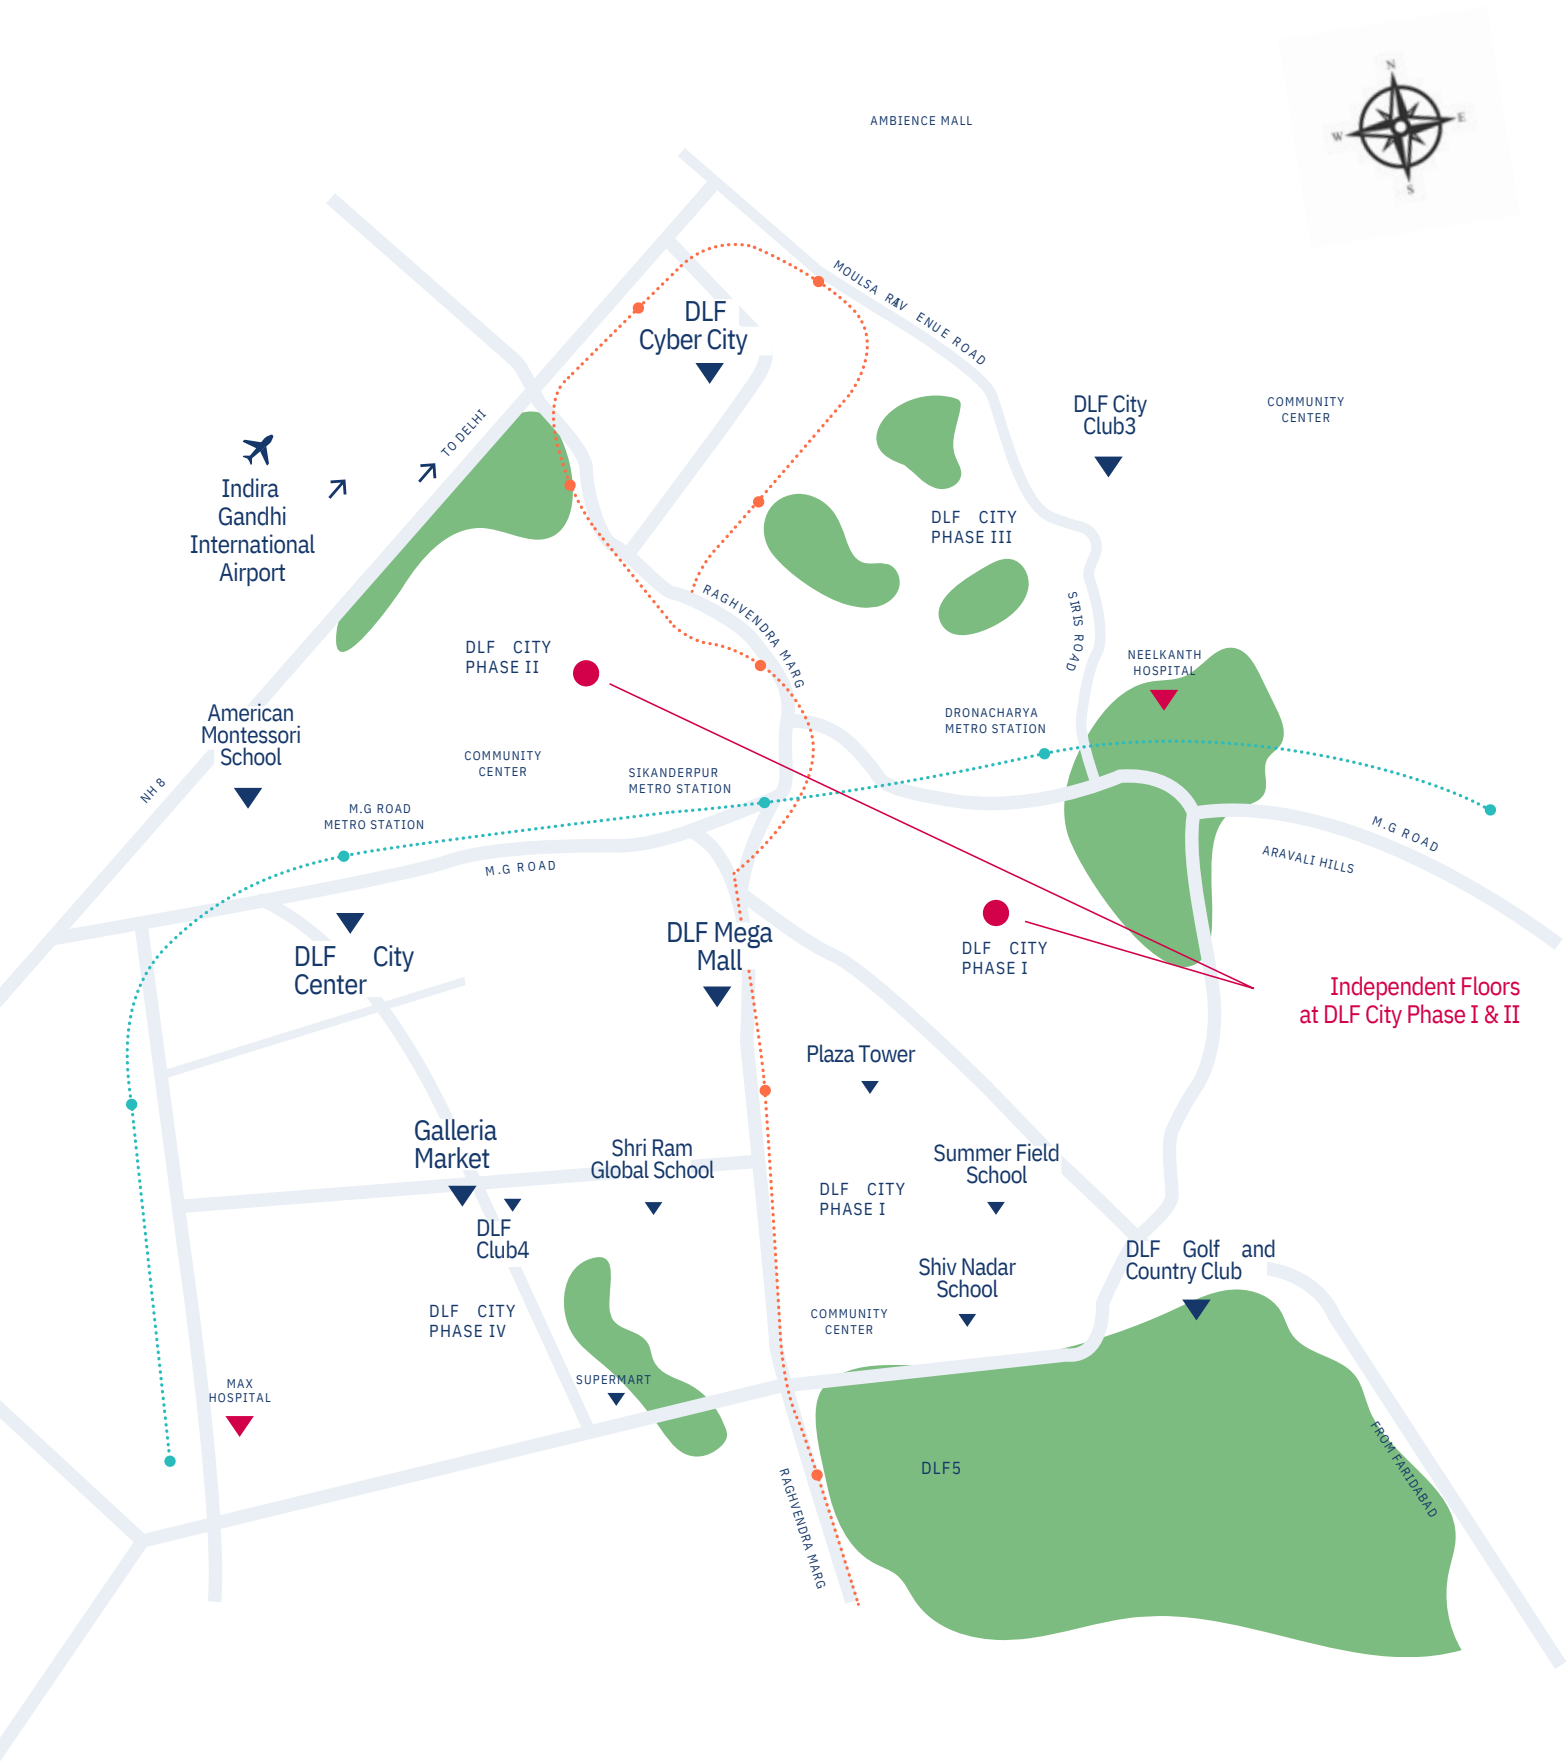 N
W
E
S
AMBIENCE MALL
MOULSARI AVENUE ROAD
DLF
Cyber City
TO DELHI
DLF City
Club3
COMMUNITY
CENTER
Indira
Gandhi
International
Airport
DLF CITY
PHASE III
RAGHVENDRA MARG
SIRIS ROAD
DLF CITY
PHASE II
NEELKANTH
HOSPITAL
American
Montessori
School
DRONACHARYA
METRO STATION
NH 8
COMMUNITY
CENTER
SIKANDERPUR
METRO STATION
M.G ROAD
METRO STATION
M.G ROAD
M.G ROAD
ARAVALI HILLS
DLF City
Center
DLF Mega
Mall
DLF CITY
PHASE I
Independent Floors
at DLF City Phase I & II
Plaza Tower
Galleria
Market
Shri Ram
Global School
Summer Field
School
DLF CITY
PHASE I
DLF
Club4
DLF Golf and
Country Club
Shiv Nadar
School
DLF CITY
PHASE IV
COMMUNITY
CENTER
MAX
HOSPITAL
SUPERMART
FROM FARIDABAD
DLF5
RAGHVENDRA MARG